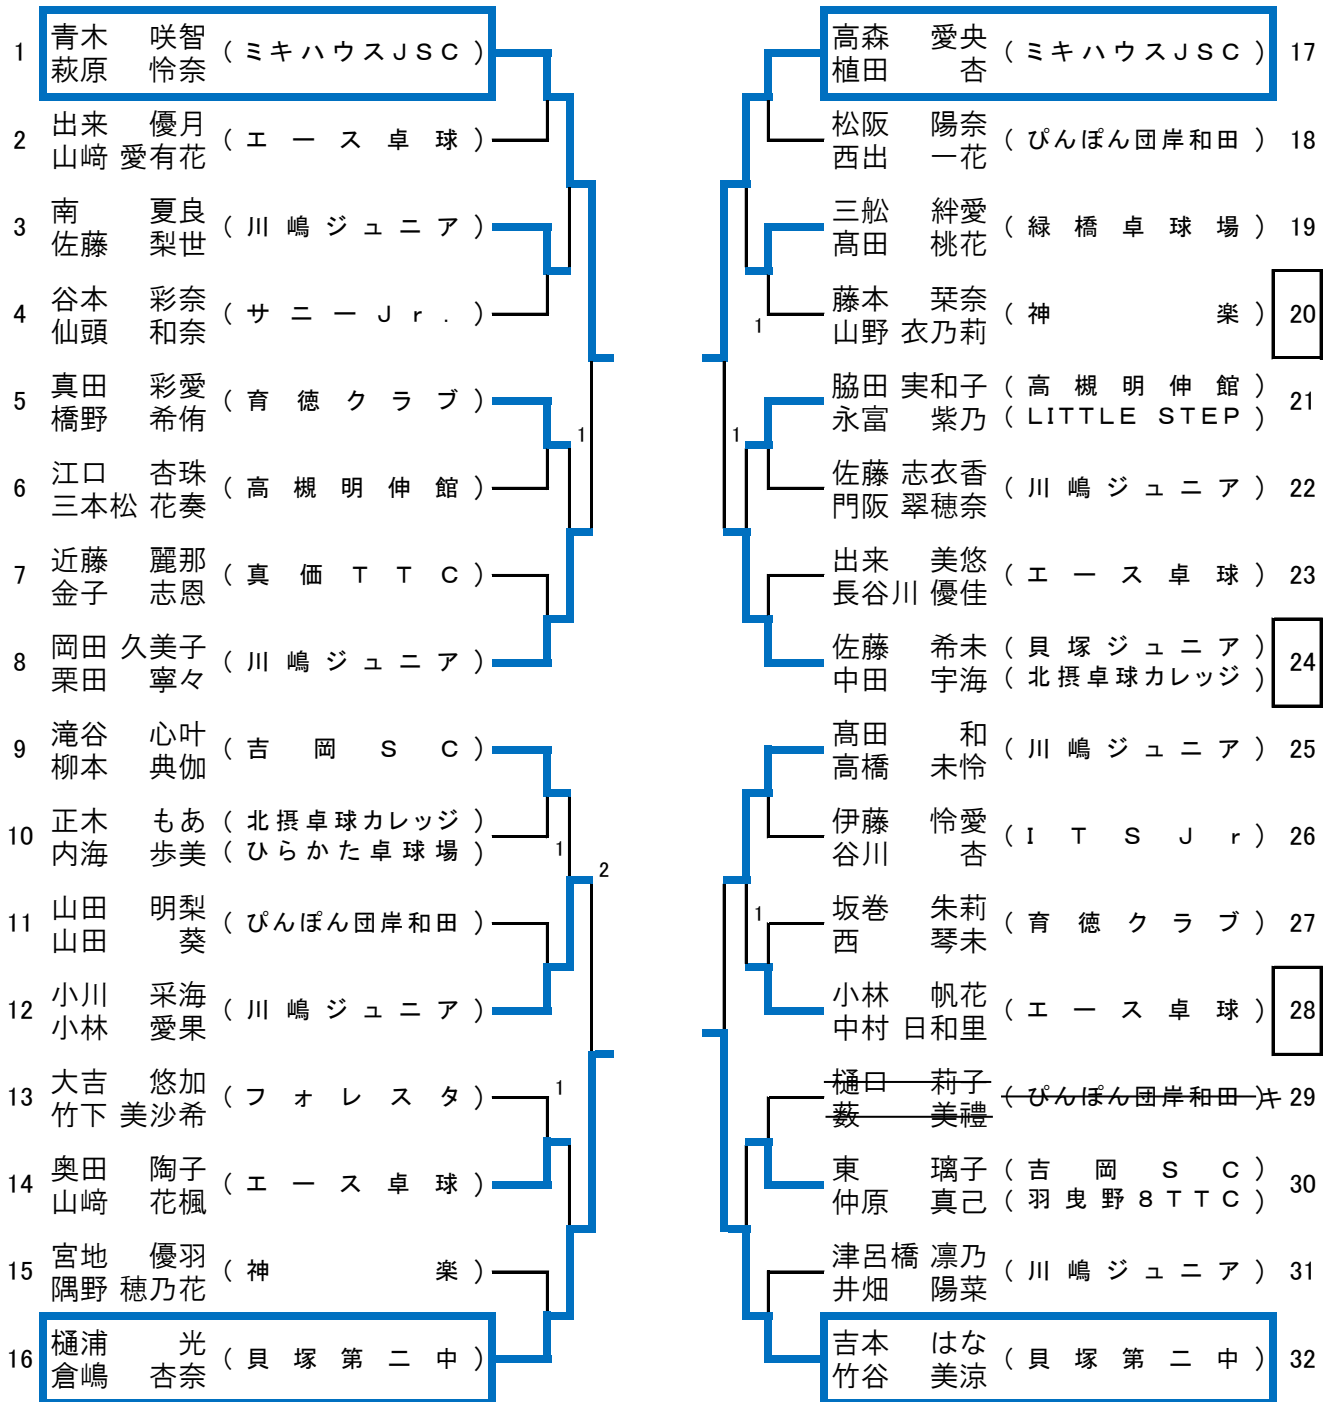 1 青木 咲智 (ミキハウスJSC)
萩原 怜奈
2 出来 優月 (エース卓球)
山﨑 愛有花
3 南 夏良 (川嶋ジュニア)
佐藤 梨世
4 谷本 彩奈 (サニーJr.)
仙頭 和奈
5 真田 彩愛 (育徳クラブ)
橋野 希侑
1
6 江口 杏珠 (高槻明伸館)
三本松 花奏
7 近藤 麗那 (真価TTC)
金子 志恩
8 岡田 久美子 (川嶋ジュニア)
栗田 寧々
9 滝谷 心叶 (吉岡SC)
柳本 典伽
10 正木 もあ (北摂卓球カレッジ)
内海 歩美 (ひらかた卓球場)
1
2
11 山田 明梨 (ぴんぽん団岸和田)
山田 葵
12 小川 采海 (川嶋ジュニア)
小林 愛果
13 大吉 悠加 (フォレスタ)
竹下 美沙希
1
14 奥田 陶子 (エース卓球)
山﨑 花楓
15 宮地 優羽 (神楽)
隅野 穂乃花
16 樋浦 光 (貝塚第二中)
倉嶋 杏奈
高森 愛央 (ミキハウスJSC) 17
植田 杏
松阪 陽奈 (ぴんぽん団岸和田) 18
西出 一花
三舩 絆愛 (緑橋卓球場) 19
髙田 桃花
1
藤本 栞奈 (神楽) 20
山野 衣乃莉
脇田 実和子 (高槻明伸館) 21
永富 紫乃 (LITTLE STEP)
1
佐藤 志衣香 (川嶋ジュニア) 22
門阪 翠穂奈
出来 美悠 (エース卓球) 23
長谷川 優佳
佐藤 希未 (貝塚ジュニア) 24
中田 宇海 (北摂卓球カレッジ)
髙田 和 (川嶋ジュニア) 25
高橋 未怜
伊藤 怜愛 (ITSJr) 26
谷川 杏
1
坂巻 朱莉 (育徳クラブ) 27
西 琴未
小林 帆花 (エース卓球) 28
中村 日和里
樋口 莉子 (ぴんぽん団岸和田)キ 29
薮 美禮
東 璃子 (吉岡SC) 30
仲原 真己 (羽曳野8TTC)
津呂橋 凛乃 (川嶋ジュニア) 31
井畑 陽菜
吉本 はな (貝塚第二中) 32
竹谷 美涼